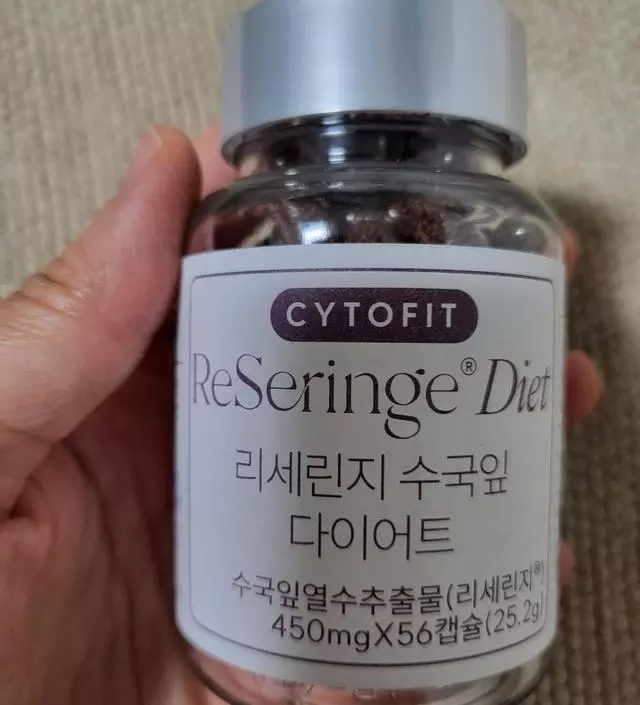 CYTOFIT
ReSeringe® Diet
리세린지 수국잎
다이어트
수국잎열수추출물(리세린지®)
450mgX56캡슐(25.2g)